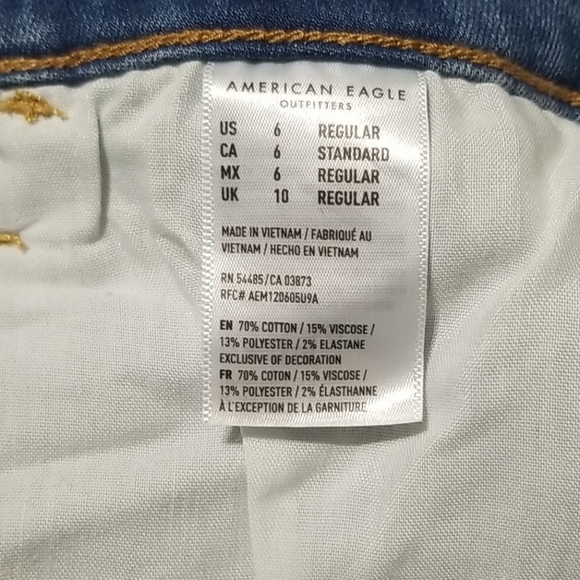 AMERICAN EAGLE
OUTFITTERS
US 6 REGULAR
CA 6 STANDARD
MX 6 REGULAR
UK 10 REGULAR
MADE IN VIETNAM / FABRIQUÉ AU
VIETNAM / HECHO EN VIETNAM
RN 54485/CA 03873
RFC# AEM120605U9A
EN 70% COTTON / 15% VISCOSE /
13% POLYESTER / 2% ELASTANE
EXCLUSIVE OF DECORATION
FR 70% COTON / 15% VISCOSE /
13% POLYESTER / 2% ÉLASTHANNE
À L'EXCEPTION DE LA GARNITURE